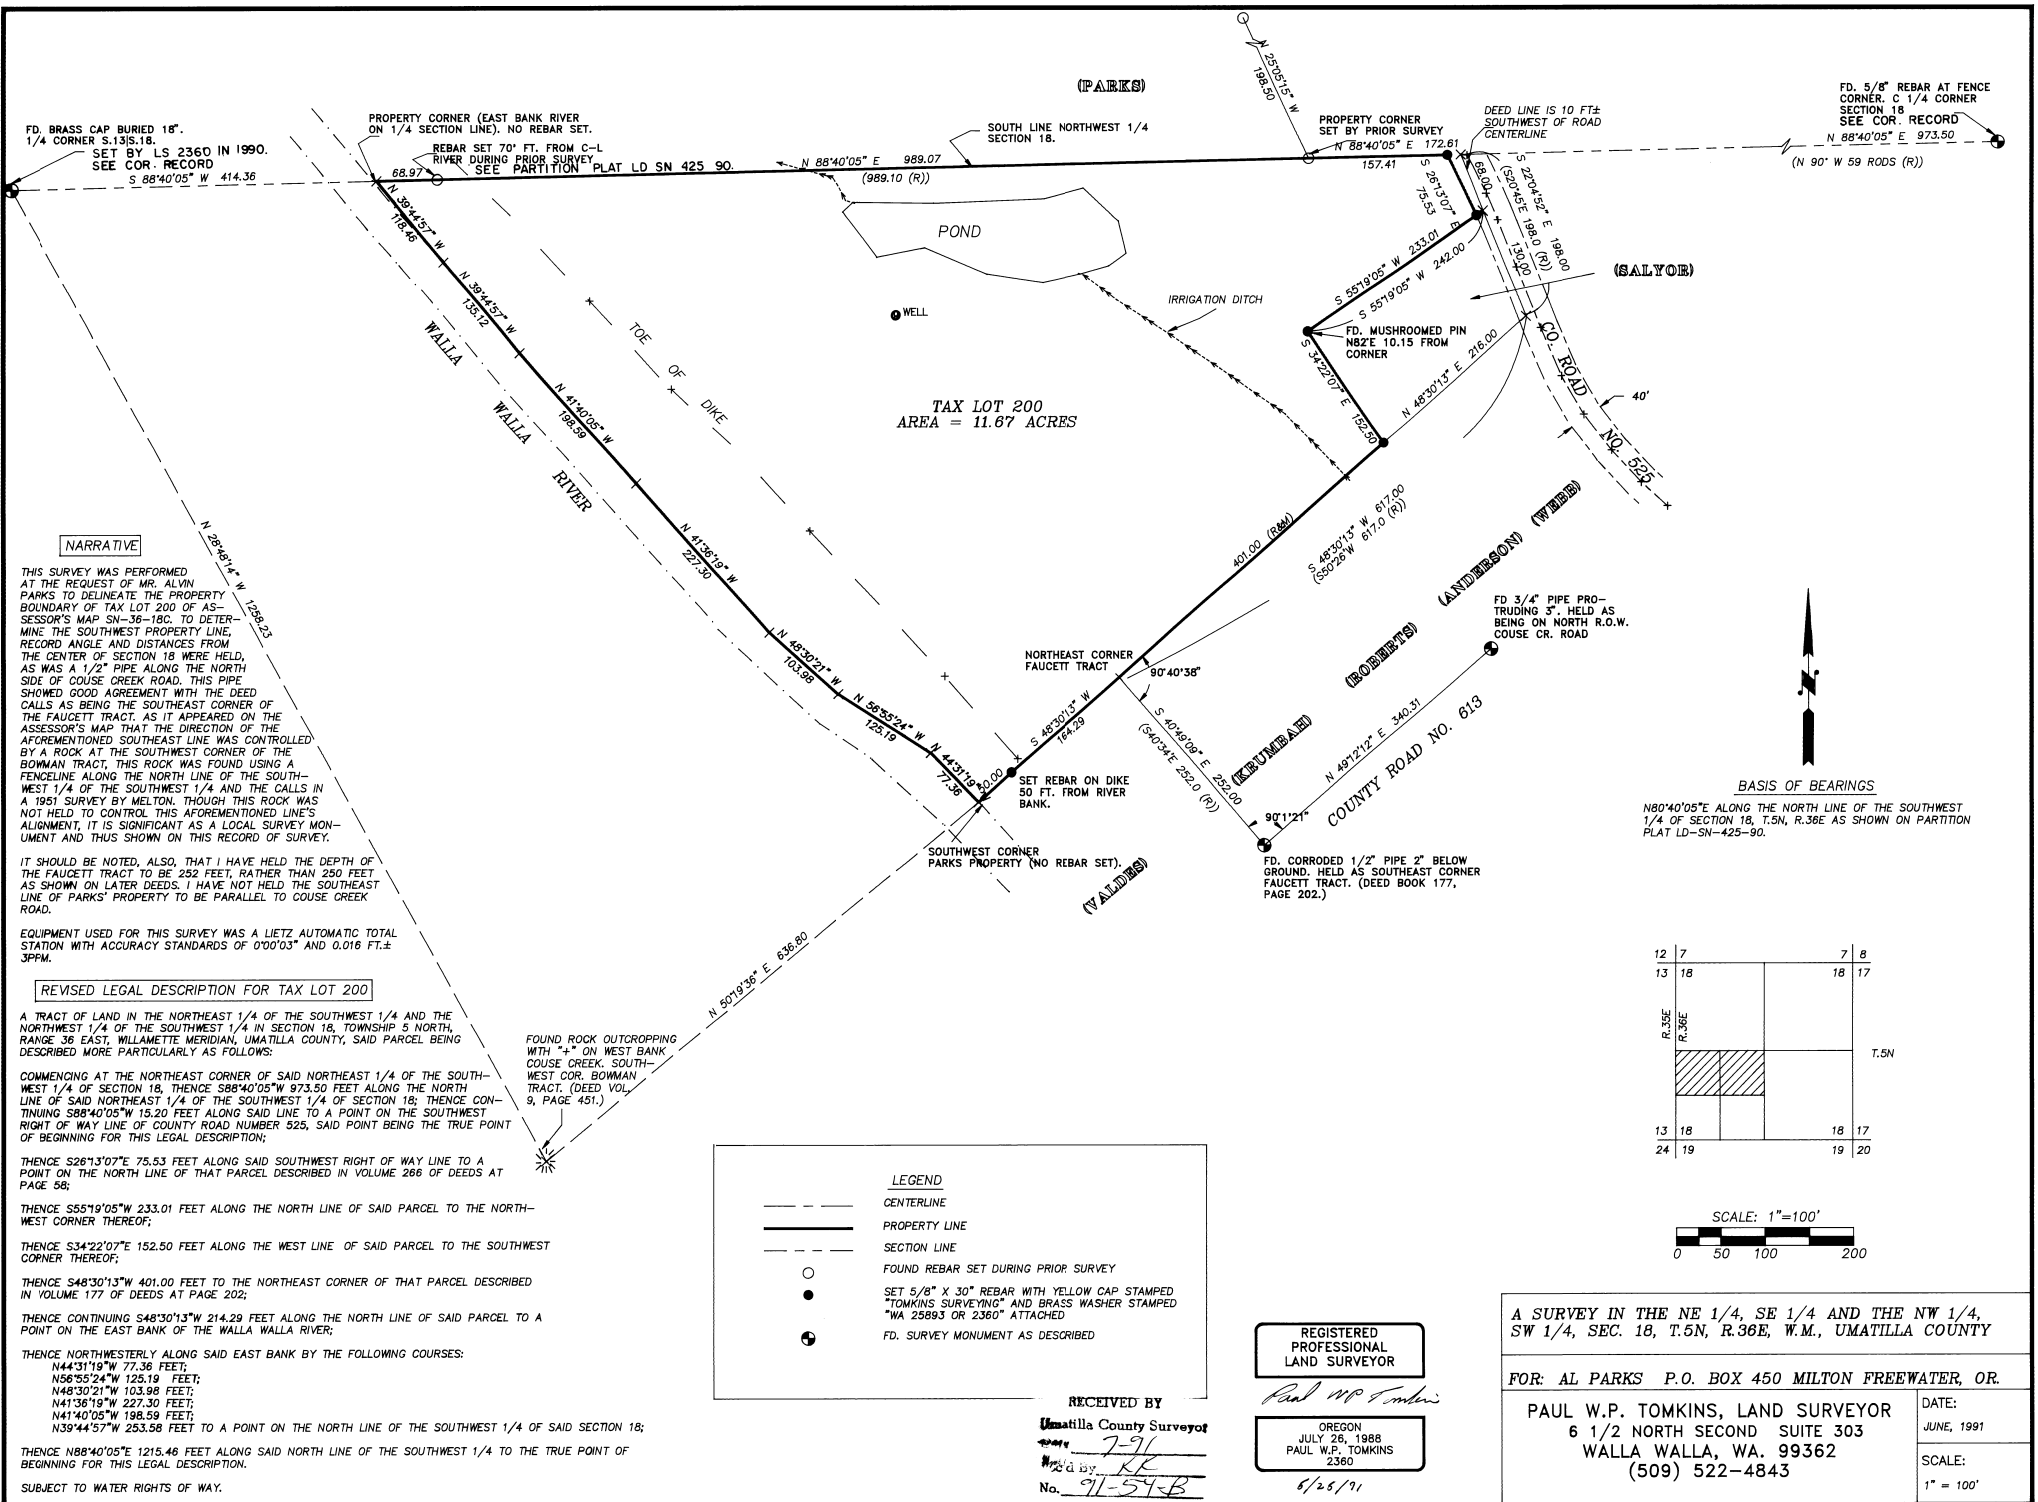 (PARKS)
N 25°05'15" W
198.50
FD. BRASS CAP BURIED 18".
1/4 CORNER S.13|S.18.
SET BY LS 2360 IN 1990.
SEE COR. RECORD
S 88°40'05" W 414.36
PROPERTY CORNER (EAST BANK RIVER
ON 1/4 SECTION LINE). NO REBAR SET.
REBAR SET 70' FT. FROM C-L
RIVER DURING PRIOR SURVEY
SEE PARTITION PLAT LD SN 425 90.
68.97
N 88°40'05" E 989.07
(989.10 (R))
SOUTH LINE NORTHWEST 1/4
SECTION 18.
PROPERTY CORNER
SET BY PRIOR SURVEY
N 88°40'05" E 172.61
157.41
DEED LINE IS 10 FT±
SOUTHWEST OF ROAD
CENTERLINE
FD. 5/8" REBAR AT FENCE
CORNER. C 1/4 CORNER
SECTION 18
SEE COR. RECORD
N 88°40'05" E 973.50
(N 90° W 59 RODS (R))
S 26°13'07" E
75.53
68.00
S 22°04'52" E 198.00
(S20°45'E 198.0 (R))
130.00
N 39°44'57" W
118.46
N 39°44'57" W
135.12
N 41°40'05" W
198.59
N 41°36'19" W
227.30
N 48°30'21" W
103.98
N 56°55'24" W
125.19
N 44°31'19" W
77.36
WALLA
WALLA
RIVER
TOE OF DIKE
POND
WELL
TAX LOT 200
AREA = 11.67 ACRES
IRRIGATION DITCH
S 55°19'05" W 233.01
S 55°19'05" W 242.00
(SALYOR)
FD. MUSHROOMED PIN
N82°E 10.15 FROM
CORNER
S 34°22'07" E 152.50
N 48°30'13" E 216.00
CO. ROAD NO. 525
40'
401.00 (R&M)
S 48°30'13" W 617.00
(S50°26'W 617.0 (R))
(WEBB)
(ANDERSON)
(ROBERTS)
(KRUMBAH)
(VALDES)
NORTHEAST CORNER
FAUCETT TRACT
90°40'38"
S 48°30'13" W
164.29
50.00
SET REBAR ON DIKE
50 FT. FROM RIVER
BANK.
SOUTHWEST CORNER
PARKS PROPERTY (NO REBAR SET).
S 40°49'09" E 252.00
(S40°34'E 252.0 (R))
90°1'21"
N 49°12'12" E 340.31
COUNTY ROAD NO. 613
FD 3/4" PIPE PRO-
TRUDING 3". HELD AS
BEING ON NORTH R.O.W.
COUSE CR. ROAD
FD. CORRODED 1/2" PIPE 2" BELOW
GROUND. HELD AS SOUTHEAST CORNER
FAUCETT TRACT. (DEED BOOK 177,
PAGE 202.)
N 28°48'14" W 1258.23
N 50°19'36" E 636.80
FOUND ROCK OUTCROPPING
WITH "+" ON WEST BANK
COUSE CREEK. SOUTH-
WEST COR. BOWMAN
TRACT. (DEED VOL.
9, PAGE 451.)
NARRATIVE
THIS SURVEY WAS PERFORMED
AT THE REQUEST OF MR. ALVIN
PARKS TO DELINEATE THE PROPERTY
BOUNDARY OF TAX LOT 200 OF AS-
SESSOR'S MAP SN-36-18C. TO DETER-
MINE THE SOUTHWEST PROPERTY LINE,
RECORD ANGLE AND DISTANCES FROM
THE CENTER OF SECTION 18 WERE HELD,
AS WAS A 1/2" PIPE ALONG THE NORTH
SIDE OF COUSE CREEK ROAD. THIS PIPE
SHOWED GOOD AGREEMENT WITH THE DEED
CALLS AS BEING THE SOUTHEAST CORNER OF
THE FAUCETT TRACT. AS IT APPEARED ON THE
ASSESSOR'S MAP THAT THE DIRECTION OF THE
AFOREMENTIONED SOUTHEAST LINE WAS CONTROLLED
BY A ROCK AT THE SOUTHWEST CORNER OF THE
BOWMAN TRACT, THIS ROCK WAS FOUND USING A
FENCELINE ALONG THE NORTH LINE OF THE SOUTH-
WEST 1/4 OF THE SOUTHWEST 1/4 AND THE CALLS IN
A 1951 SURVEY BY MELTON. THOUGH THIS ROCK WAS
NOT HELD TO CONTROL THIS AFOREMENTIONED LINE'S
ALIGNMENT, IT IS SIGNIFICANT AS A LOCAL SURVEY MON-
UMENT AND THUS SHOWN ON THIS RECORD OF SURVEY.
IT SHOULD BE NOTED, ALSO, THAT I HAVE HELD THE DEPTH OF
THE FAUCETT TRACT TO BE 252 FEET, RATHER THAN 250 FEET
AS SHOWN ON LATER DEEDS. I HAVE NOT HELD THE SOUTHEAST
LINE OF PARKS' PROPERTY TO BE PARALLEL TO COUSE CREEK
ROAD.
EQUIPMENT USED FOR THIS SURVEY WAS A LIETZ AUTOMATIC TOTAL
STATION WITH ACCURACY STANDARDS OF 0°00'03" AND 0.016 FT.±
3PPM.
REVISED LEGAL DESCRIPTION FOR TAX LOT 200
A TRACT OF LAND IN THE NORTHEAST 1/4 OF THE SOUTHWEST 1/4 AND THE
NORTHWEST 1/4 OF THE SOUTHWEST 1/4 IN SECTION 18, TOWNSHIP 5 NORTH,
RANGE 36 EAST, WILLAMETTE MERIDIAN, UMATILLA COUNTY, SAID PARCEL BEING
DESCRIBED MORE PARTICULARLY AS FOLLOWS:
COMMENCING AT THE NORTHEAST CORNER OF SAID NORTHEAST 1/4 OF THE SOUTH-
WEST 1/4 OF SECTION 18, THENCE S88°40'05"W 973.50 FEET ALONG THE NORTH
LINE OF SAID NORTHEAST 1/4 OF THE SOUTHWEST 1/4 OF SECTION 18; THENCE CON-
TINUING S88°40'05"W 15.20 FEET ALONG SAID LINE TO A POINT ON THE SOUTHWEST
RIGHT OF WAY LINE OF COUNTY ROAD NUMBER 525, SAID POINT BEING THE TRUE POINT
OF BEGINNING FOR THIS LEGAL DESCRIPTION;
THENCE S26°13'07"E 75.53 FEET ALONG SAID SOUTHWEST RIGHT OF WAY LINE TO A
POINT ON THE NORTH LINE OF THAT PARCEL DESCRIBED IN VOLUME 266 OF DEEDS AT
PAGE 58;
THENCE S55°19'05"W 233.01 FEET ALONG THE NORTH LINE OF SAID PARCEL TO THE NORTH-
WEST CORNER THEREOF;
THENCE S34°22'07"E 152.50 FEET ALONG THE WEST LINE OF SAID PARCEL TO THE SOUTHWEST
CORNER THEREOF;
THENCE S48°30'13"W 401.00 FEET TO THE NORTHEAST CORNER OF THAT PARCEL DESCRIBED
IN VOLUME 177 OF DEEDS AT PAGE 202;
THENCE CONTINUING S48°30'13"W 214.29 FEET ALONG THE NORTH LINE OF SAID PARCEL TO A
POINT ON THE EAST BANK OF THE WALLA WALLA RIVER;
THENCE NORTHWESTERLY ALONG SAID EAST BANK BY THE FOLLOWING COURSES:
N44°31'19"W 77.36 FEET;
N56°55'24"W 125.19 FEET;
N48°30'21"W 103.98 FEET;
N41°36'19"W 227.30 FEET;
N41°40'05"W 198.59 FEET;
N39°44'57"W 253.58 FEET TO A POINT ON THE NORTH LINE OF THE SOUTHWEST 1/4 OF SAID SECTION 18;
THENCE N88°40'05"E 1215.46 FEET ALONG SAID NORTH LINE OF THE SOUTHWEST 1/4 TO THE TRUE POINT OF
BEGINNING FOR THIS LEGAL DESCRIPTION.
SUBJECT TO WATER RIGHTS OF WAY.
N
BASIS OF BEARINGS
N80°40'05"E ALONG THE NORTH LINE OF THE SOUTHWEST
1/4 OF SECTION 18, T.5N, R.36E AS SHOWN ON PARTITION
PLAT LD-SN-425-90.
12 7 7 8
13 18 18 17
R.35E
R.36E
T.5N
13 18 18 17
24 19 19 20
SCALE: 1"=100'
0 50 100 200
LEGEND
CENTERLINE
PROPERTY LINE
SECTION LINE
FOUND REBAR SET DURING PRIOR SURVEY
SET 5/8" X 30" REBAR WITH YELLOW CAP STAMPED
"TOMKINS SURVEYING" AND BRASS WASHER STAMPED
"WA 25893 OR 2360" ATTACHED
FD. SURVEY MONUMENT AS DESCRIBED
RECEIVED BY
Umatilla County Surveyor
7-91
By KK
No. 91-54-B
REGISTERED
PROFESSIONAL
LAND SURVEYOR
Paul WP Tomkins
OREGON
JULY 26, 1988
PAUL W.P. TOMKINS
2360
6/26/91
A SURVEY IN THE NE 1/4, SE 1/4 AND THE NW 1/4,
SW 1/4, SEC. 18, T.5N, R.36E, W.M., UMATILLA COUNTY
FOR: AL PARKS P.O. BOX 450 MILTON FREEWATER, OR.
PAUL W.P. TOMKINS, LAND SURVEYOR
6 1/2 NORTH SECOND SUITE 303
WALLA WALLA, WA. 99362
(509) 522-4843
DATE:
JUNE, 1991
SCALE:
1" = 100'